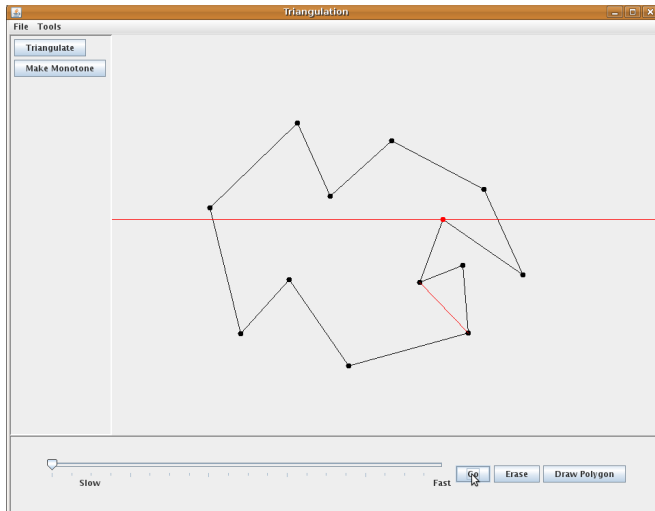 Triangulation
File Tools
Triangulate
Make Monotone
Slow
Fast
Go
Erase
Draw Polygon